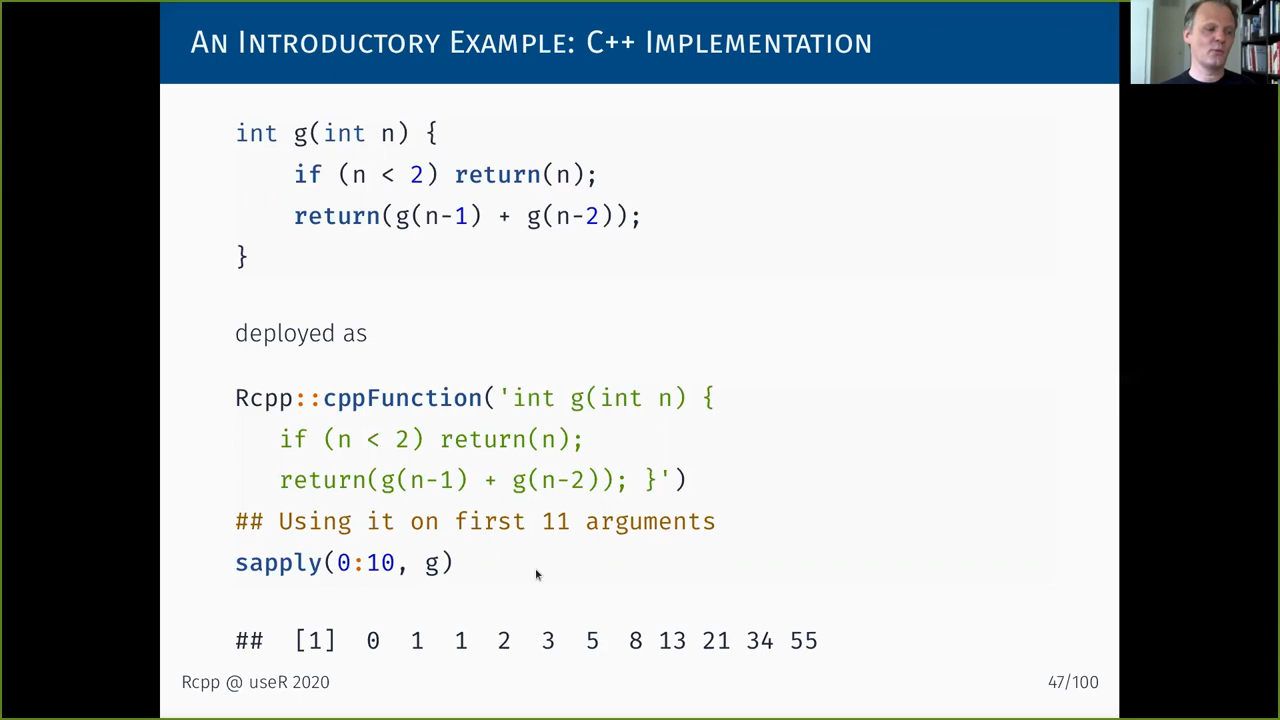 AN INTRODUCTORY EXAMPLE: C++ IMPLEMENTATION
int g(int n) {
    if (n < 2) return(n);
    return(g(n-1) + g(n-2));
}
deployed as
Rcpp::cppFunction('int g(int n) {
   if (n < 2) return(n);
   return(g(n-1) + g(n-2)); }')
## Using it on first 11 arguments
sapply(0:10, g)
##  [1]  0  1  1  2  3  5  8 13 21 34 55
Rcpp @ useR 2020
47/100